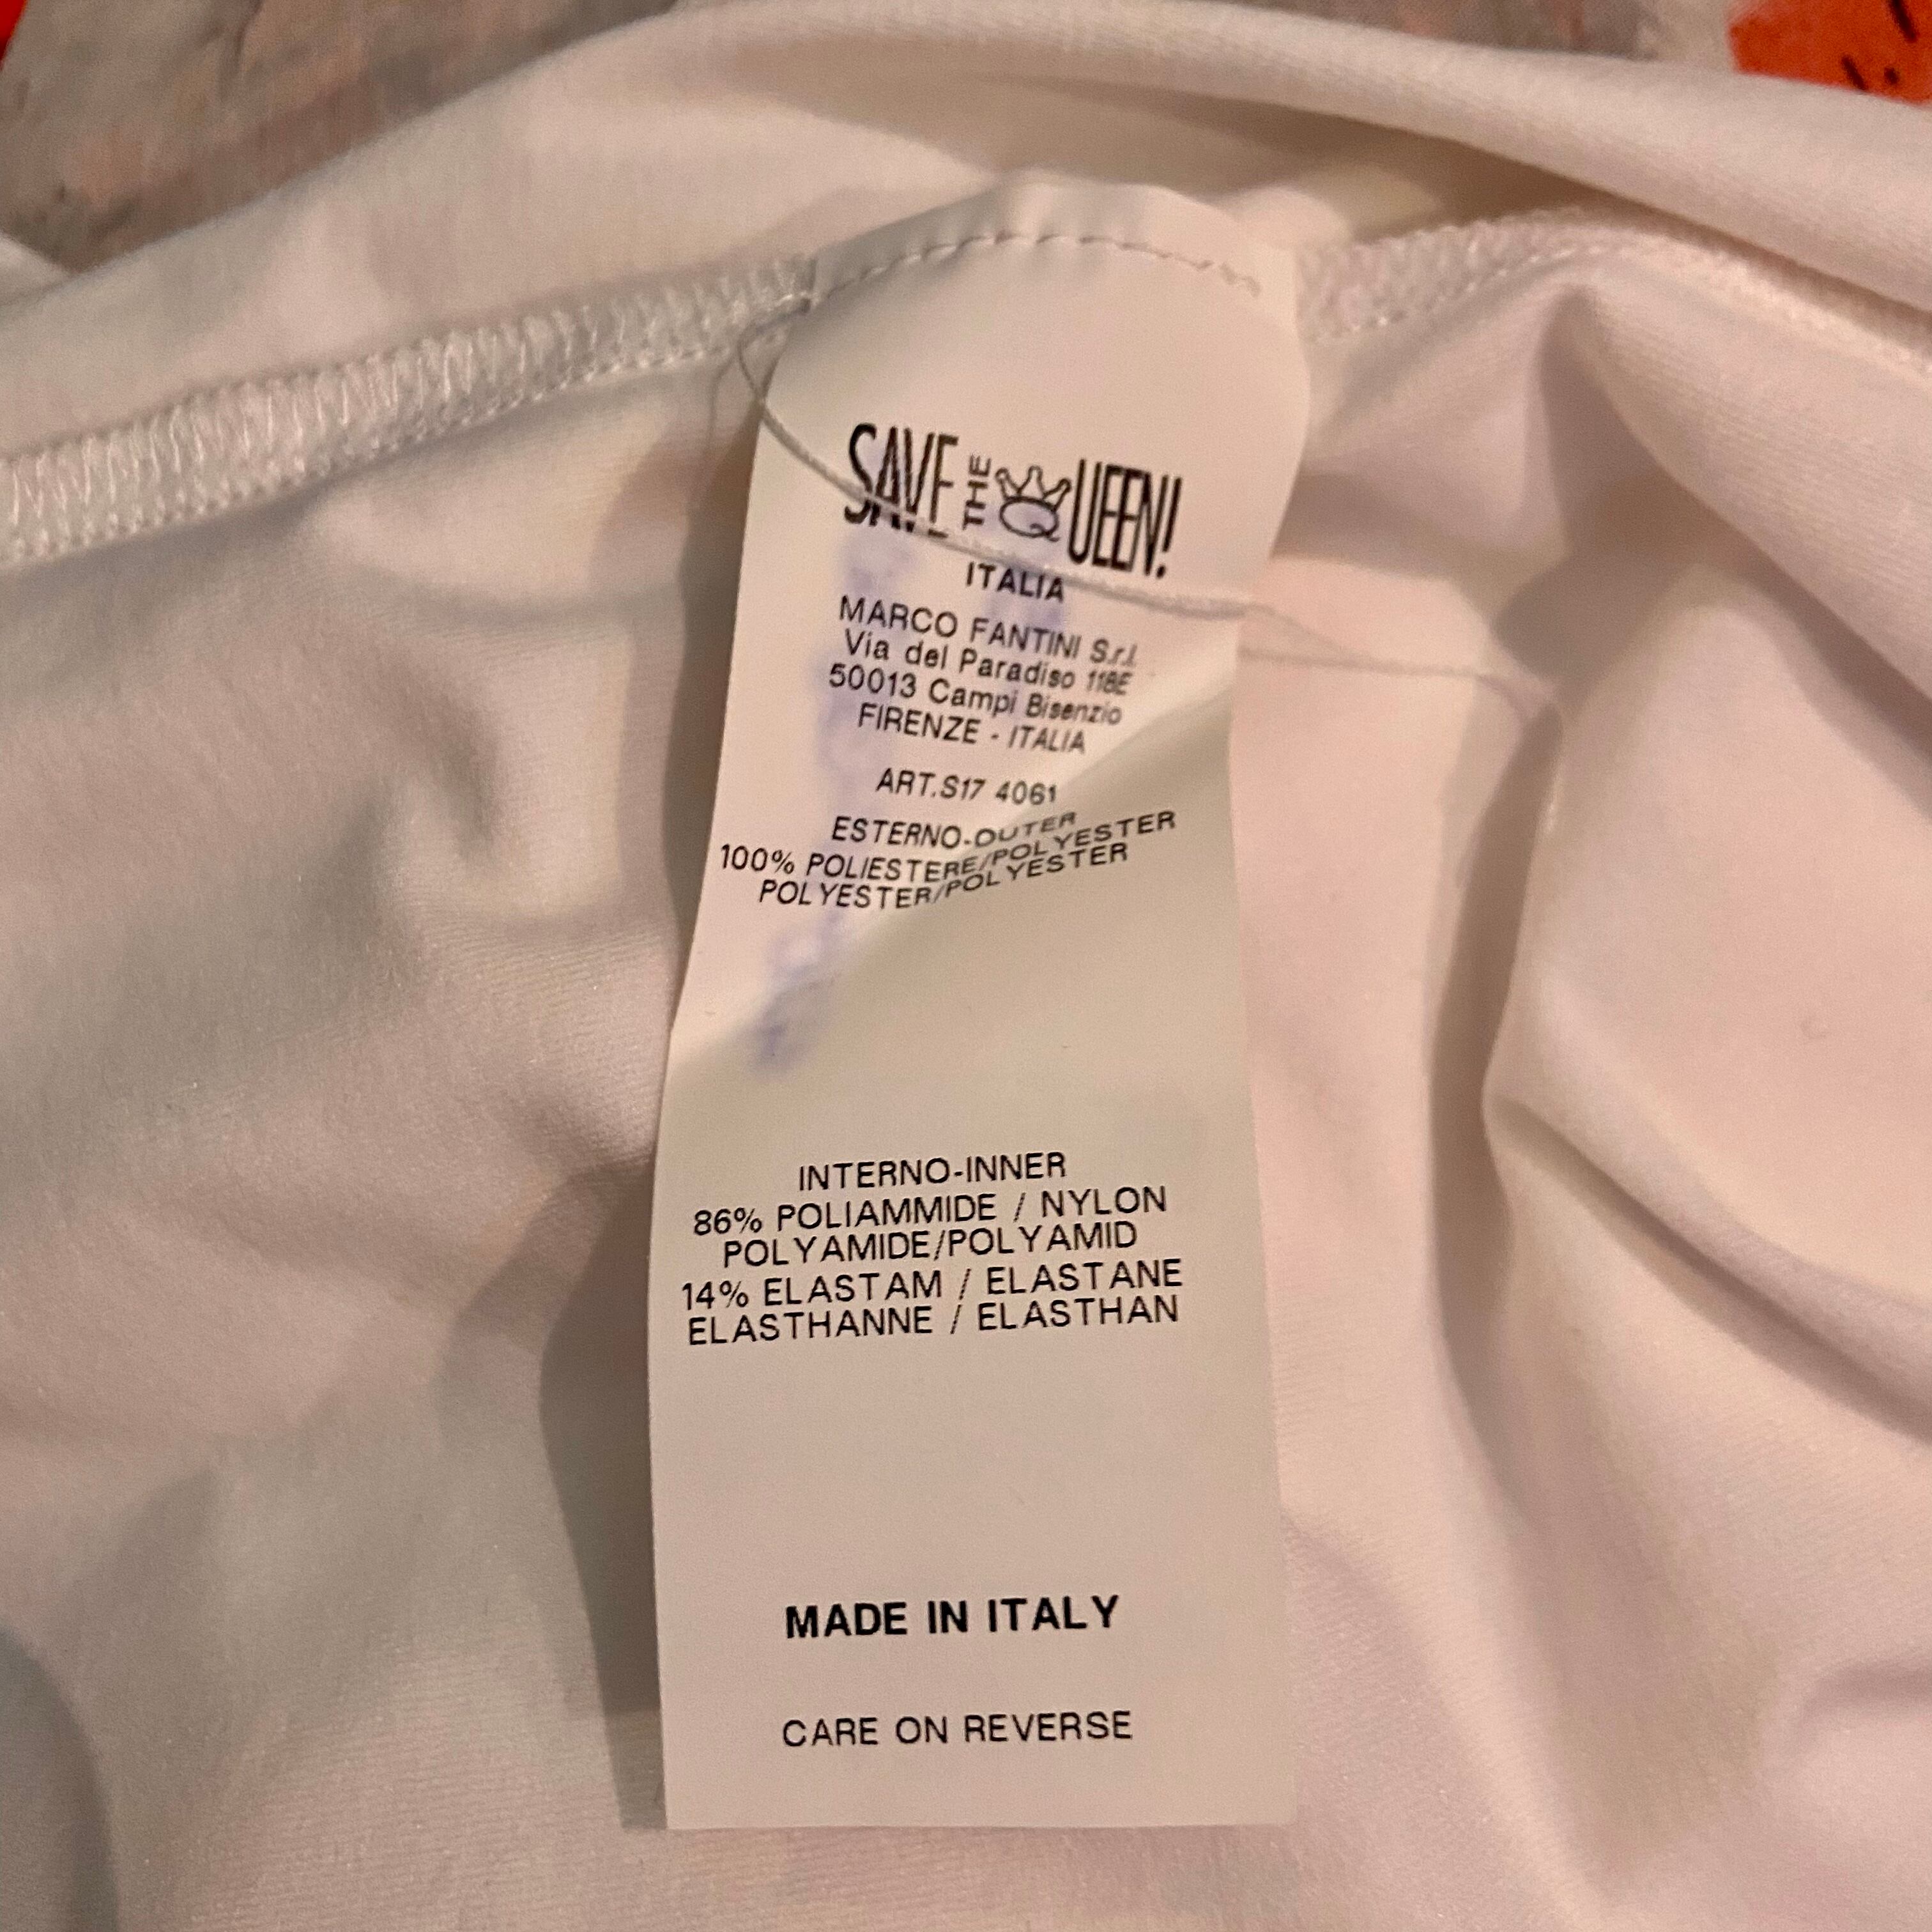 SAVE THE QUEEN!
ITALIA
MARCO FANTINI S.r.l.
Via del Paradiso 118E
50013 Campi Bisenzio
FIRENZE - ITALIA
ART.S17 4061
ESTERNO-OUTER
100% POLIESTERE/POLYESTER
POLYESTER/POLYESTER
INTERNO-INNER
86% POLIAMMIDE / NYLON
POLYAMIDE/POLYAMID
14% ELASTAM / ELASTANE
ELASTHANNE / ELASTHAN
MADE IN ITALY
CARE ON REVERSE